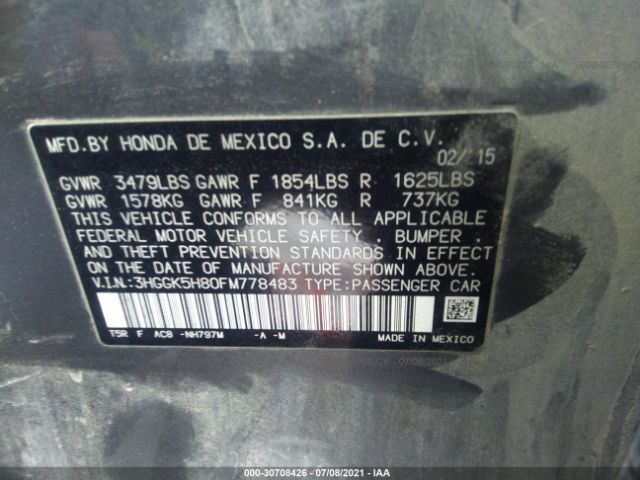 MFD.BY HONDA DE MEXICO S.A. DE C.V.
02/ 15
GVWR 3479LBS GAWR F 1854LBS R 1625LBS
GVWR 1578KG GAWR F 841KG R 737KG
THIS VEHICLE CONFORMS TO ALL APPLICABLE
FEDERAL MOTOR VEHICLE SAFETY , BUMPER ,
AND THEFT PREVENTION STANDARDS IN EFFECT
ON THE DATE OF MANUFACTURE SHOWN ABOVE.
V.I.N.:3HGGK5H80FM778483 TYPE:PASSENGER CAR
T5R F AC8 -NH797M -A -M
MADE IN MEXICO
000-30708426 - 07/08/2021 - IAA